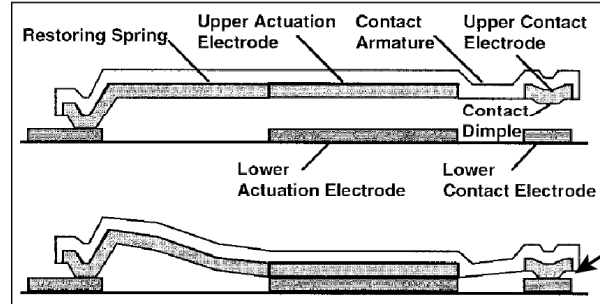 Restoring Spring
Upper Actuation
Electrode
Contact
Armature
Upper Contact
Electrode
Contact
Dimple
Lower
Actuation Electrode
Lower
Contact Electrode